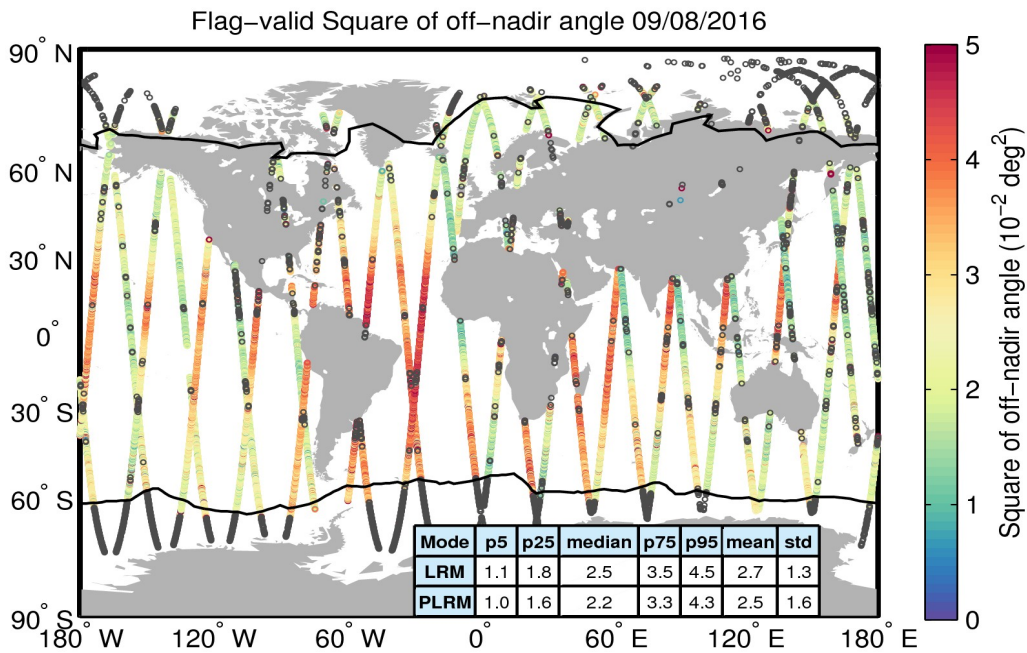 Flag−valid Square of off−nadir angle 09/08/2016
90° N
60° N
30° N
0°
30° S
60° S
90° S
180° W
120° W
60° W
0°
60° E
120° E
180° E
Mode p5 p25 median p75 p95 mean std
LRM 1.1 1.8 2.5 3.5 4.5 2.7 1.3
PLRM 1.0 1.6 2.2 3.3 4.3 2.5 1.6
5
4
3
2
1
0
Square of off−nadir angle (10⁻² deg²)